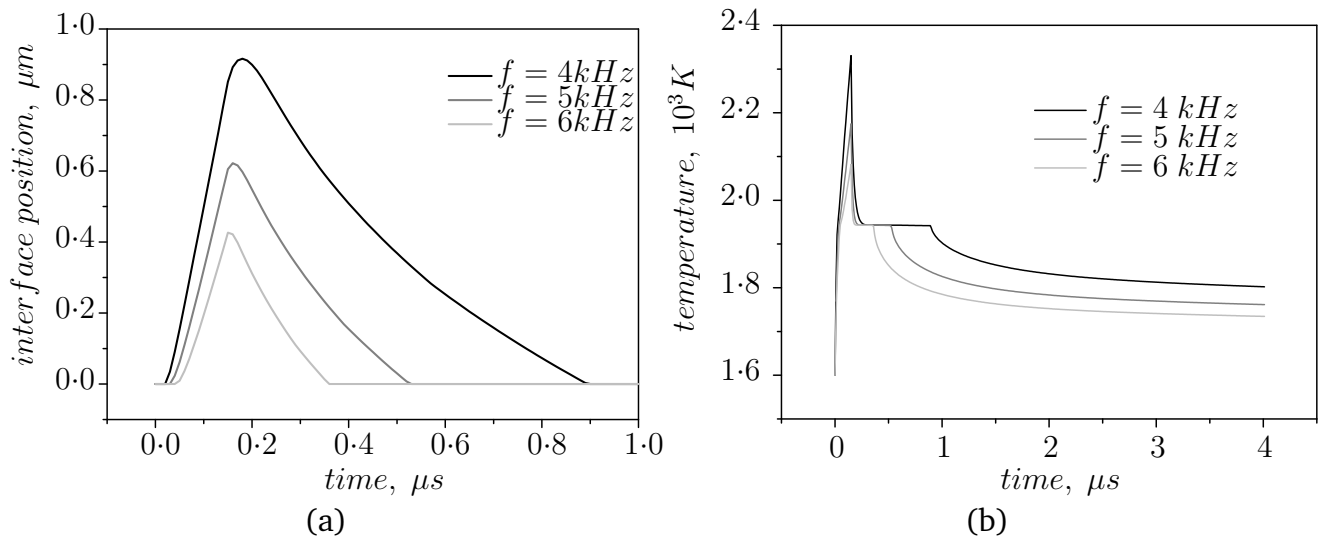 1·0
0·8
0·6
0·4
0·2
0·0
interface position, μm
f = 4kHz
f = 5kHz
f = 6kHz
0·0 0·2 0·4 0·6 0·8 1·0
time, μs
(a)
2·4
2·2
2·0
1·8
1·6
temperature, 10³K
f = 4 kHz
f = 5 kHz
f = 6 kHz
0 1 2 3 4
time, μs
(b)